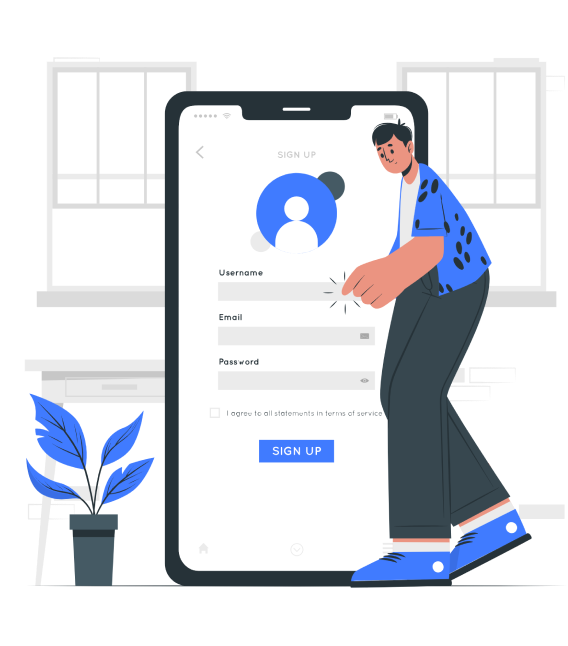 SIGN UP
Username
Email
Password
I agree to all statements in terms of service
SIGN UP